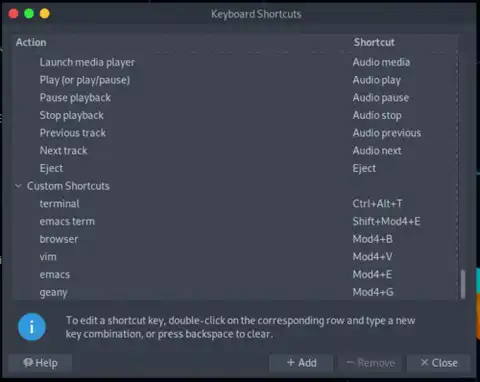 Keyboard Shortcuts
Action Shortcut
Launch media player Audio media
Play (or play/pause) Audio play
Pause playback Audio pause
Stop playback Audio stop
Previous track Audio previous
Next track Audio next
Eject Eject
Custom Shortcuts
terminal Ctrl+Alt+T
emacs term Shift+Mod4+E
browser Mod4+B
vim Mod4+V
emacs Mod4+E
geany Mod4+G
To edit a shortcut key, double-click on the corresponding row and type a new
key combination, or press backspace to clear.
Help + Add − Remove × Close